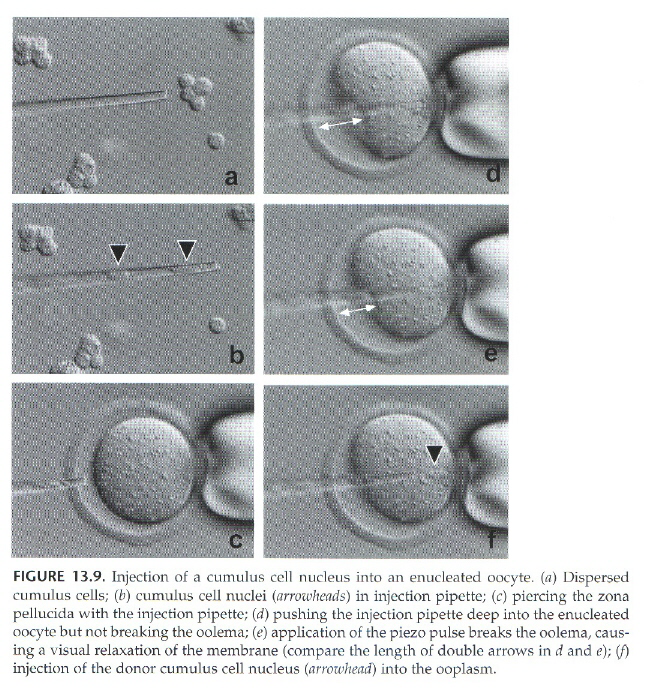 a
d
b
e
c
f
FIGURE 13.9. Injection of a cumulus cell nucleus into an enucleated oocyte. (a) Dispersed
cumulus cells; (b) cumulus cell nuclei (arrowheads) in injection pipette; (c) piercing the zona
pellucida with the injection pipette; (d) pushing the injection pipette deep into the enucleated
oocyte but not breaking the oolema; (e) application of the piezo pulse breaks the oolema, caus-
ing a visual relaxation of the membrane (compare the length of double arrows in d and e); (f)
injection of the donor cumulus cell nucleus (arrowhead) into the ooplasm.